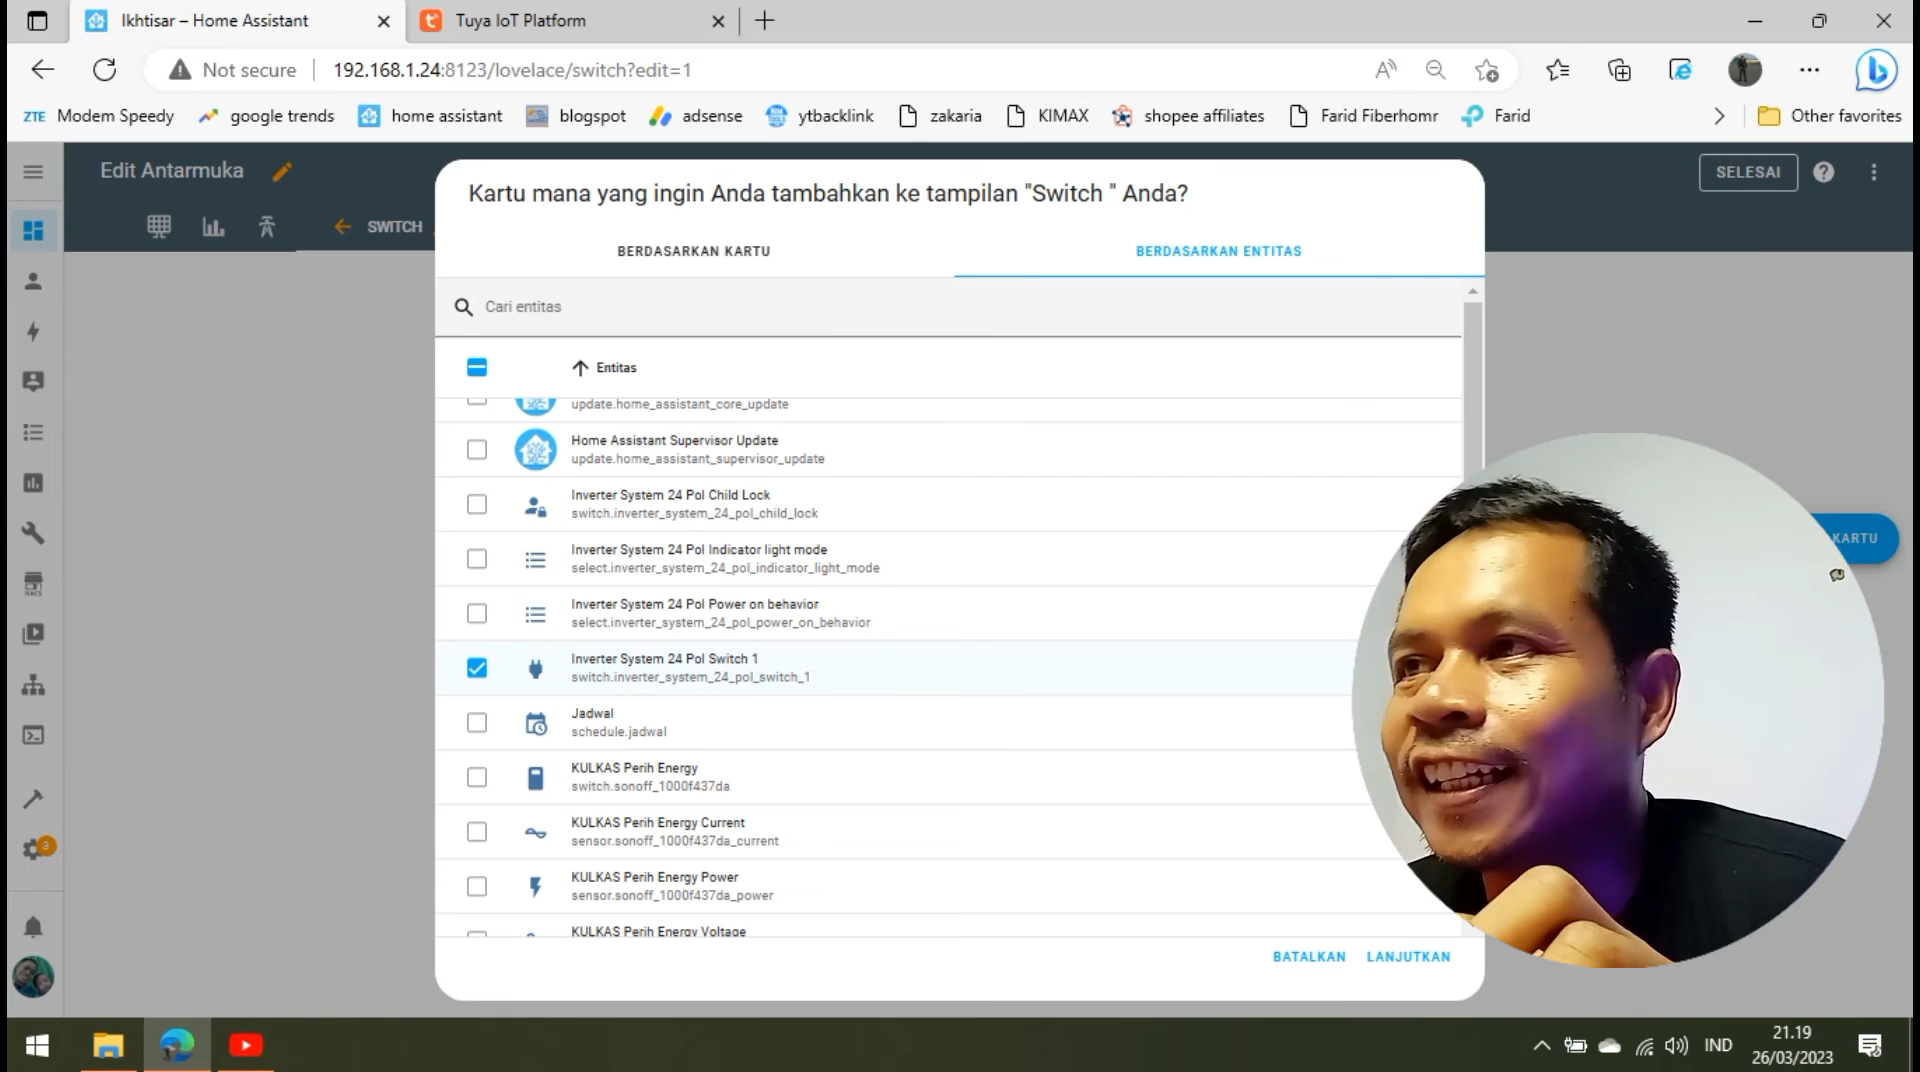 Ikhtisar – Home Assistant
Tuya IoT Platform
Not secure
192.168.1.24:8123/lovelace/switch?edit=1
ZTE Modem Speedy
google trends
home assistant
blogspot
adsense
ytbacklink
zakaria
KIMAX
shopee affiliates
Farid Fiberhomr
Farid
Other favorites
Edit Antarmuka
SELESAI
SWITCH
Kartu mana yang ingin Anda tambahkan ke tampilan "Switch " Anda?
BERDASARKAN KARTU
BERDASARKAN ENTITAS
Cari entitas
Entitas
update.home_assistant_core_update
Home Assistant Supervisor Update
update.home_assistant_supervisor_update
Inverter System 24 Pol Child Lock
switch.inverter_system_24_pol_child_lock
Inverter System 24 Pol Indicator light mode
select.inverter_system_24_pol_indicator_light_mode
Inverter System 24 Pol Power on behavior
select.inverter_system_24_pol_power_on_behavior
Inverter System 24 Pol Switch 1
switch.inverter_system_24_pol_switch_1
Jadwal
schedule.jadwal
KULKAS Perih Energy
switch.sonoff_1000f437da
KULKAS Perih Energy Current
sensor.sonoff_1000f437da_current
KULKAS Perih Energy Power
sensor.sonoff_1000f437da_power
KULKAS Perih Energy Voltage
KARTU
BATALKAN
LANJUTKAN
HACS
3
IND
21.19
26/03/2023